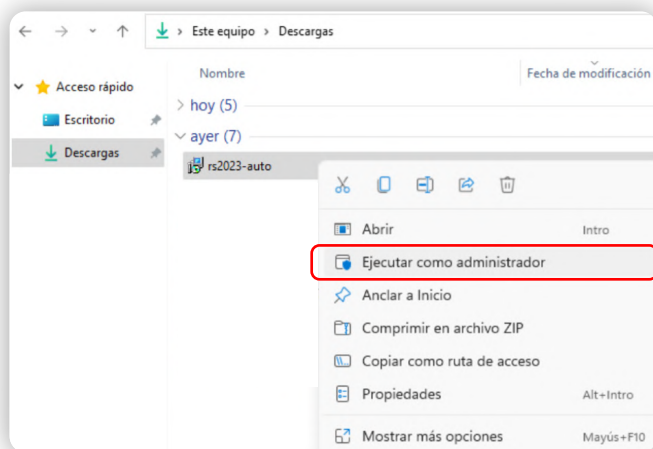 Este equipo > Descargas
Acceso rápido
Escritorio
Descargas
Nombre
Fecha de modificación
hoy (5)
ayer (7)
rs2023-auto
Abrir Intro
Ejecutar como administrador
Anclar a Inicio
Comprimir en archivo ZIP
Copiar como ruta de acceso
Propiedades Alt+Intro
Mostrar más opciones Mayús+F10